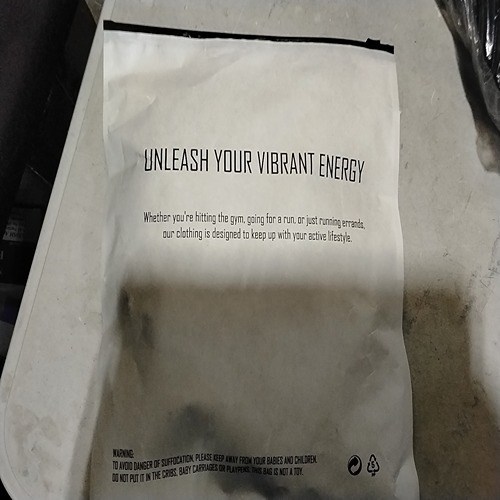 UNLEASH YOUR VIBRANT ENERGY
Whether you're hitting the gym, going for a run, or just running errands,
our clothing is designed to keep up with your active lifestyle.
WARNING:
TO AVOID DANGER OF SUFFOCATION, PLEASE KEEP AWAY FROM YOUR BABIES AND CHILDREN.
DO NOT PUT IT IN THE CRIBS, BABY CARRIAGES OR PLAYPENS. THIS BAG IS NOT A TOY.
5